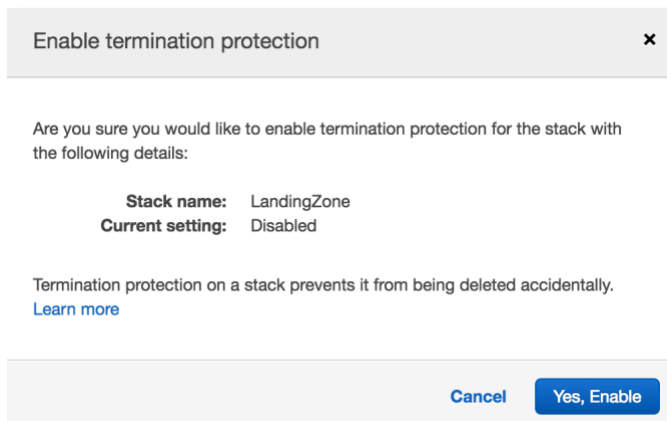 Enable termination protection
×
Are you sure you would like to enable termination protection for the stack with
the following details:
Stack name: LandingZone
Current setting: Disabled
Termination protection on a stack prevents it from being deleted accidentally.
Learn more
Cancel Yes, Enable